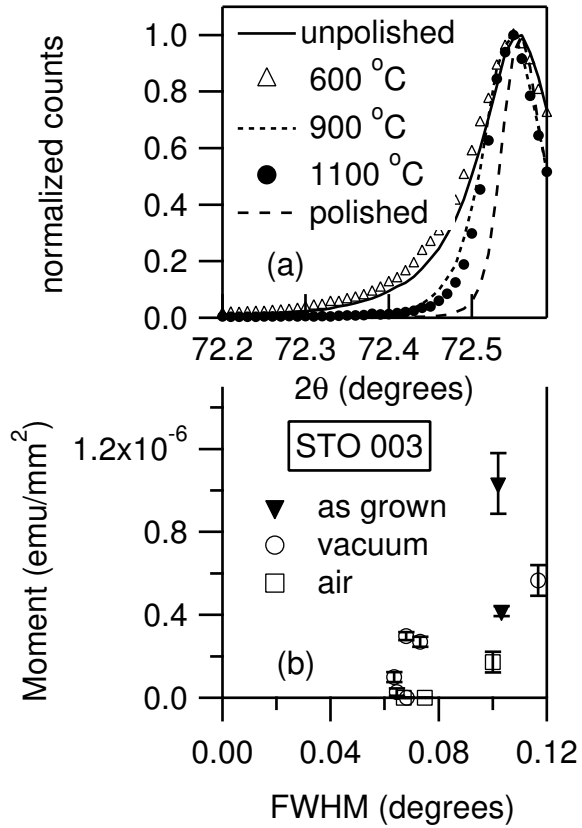 1.0
0.8
0.6
0.4
0.2
0.0
normalized counts
unpolished
600 °C
900 °C
1100 °C
polished
(a)
72.2 72.3 72.4 72.5
2θ (degrees)
1.2x10⁻⁶
0.8
0.4
0.0
Moment (emu/mm²)
STO 003
as grown
vacuum
air
(b)
0.00 0.04 0.08 0.12
FWHM (degrees)